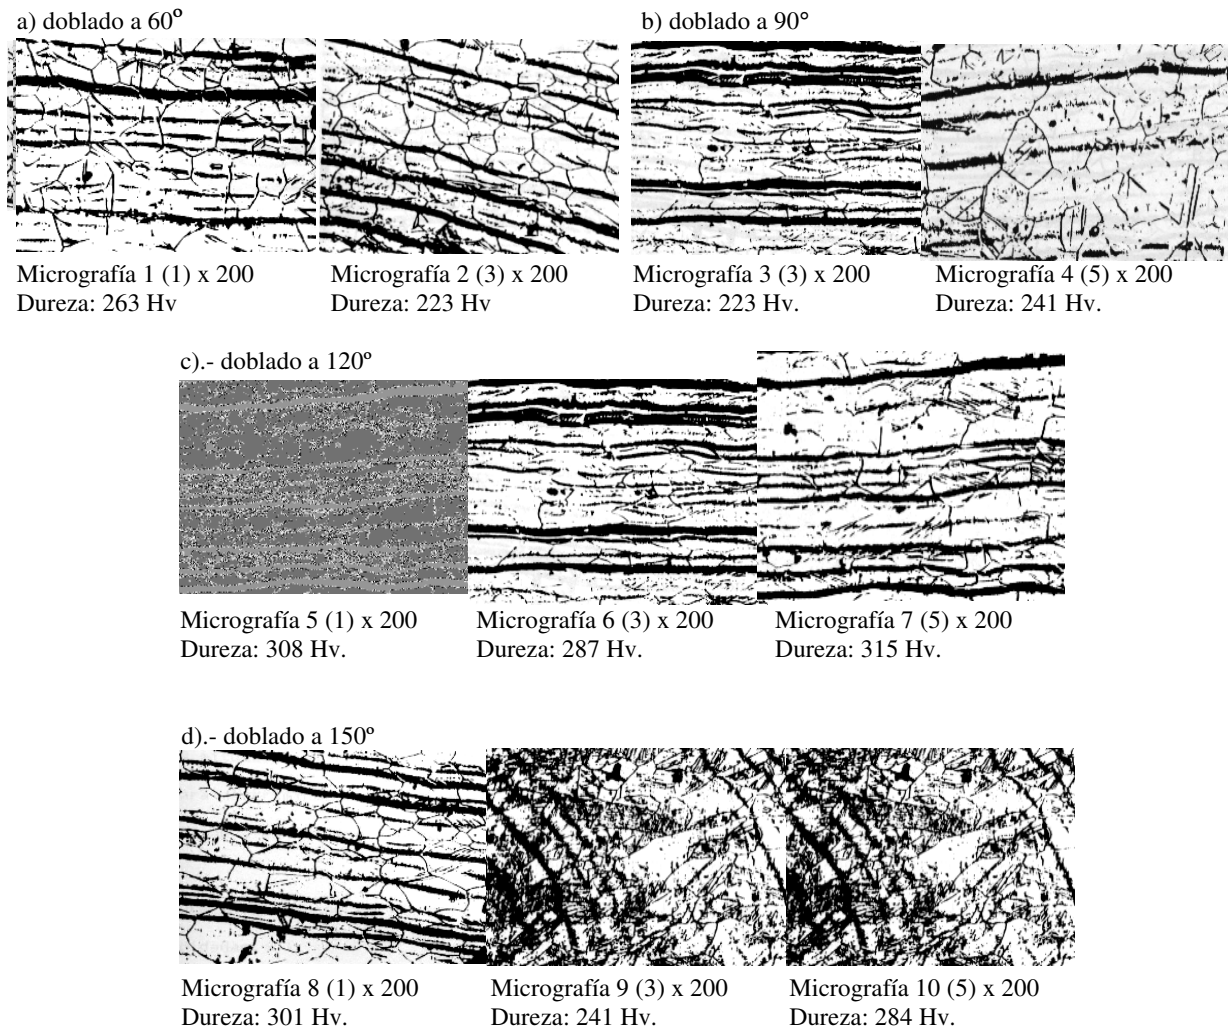 a) doblado a 60º
b) doblado a 90°
Micrografía 1 (1) x 200
Dureza: 263 Hv
Micrografía 2 (3) x 200
Dureza: 223 Hv
Micrografía 3 (3) x 200
Dureza: 223 Hv.
Micrografía 4 (5) x 200
Dureza: 241 Hv.
c).- doblado a 120º
Micrografía 5 (1) x 200
Dureza: 308 Hv.
Micrografía 6 (3) x 200
Dureza: 287 Hv.
Micrografía 7 (5) x 200
Dureza: 315 Hv.
d).- doblado a 150º
Micrografía 8 (1) x 200
Dureza: 301 Hv.
Micrografía 9 (3) x 200
Dureza: 241 Hv.
Micrografía 10 (5) x 200
Dureza: 284 Hv.